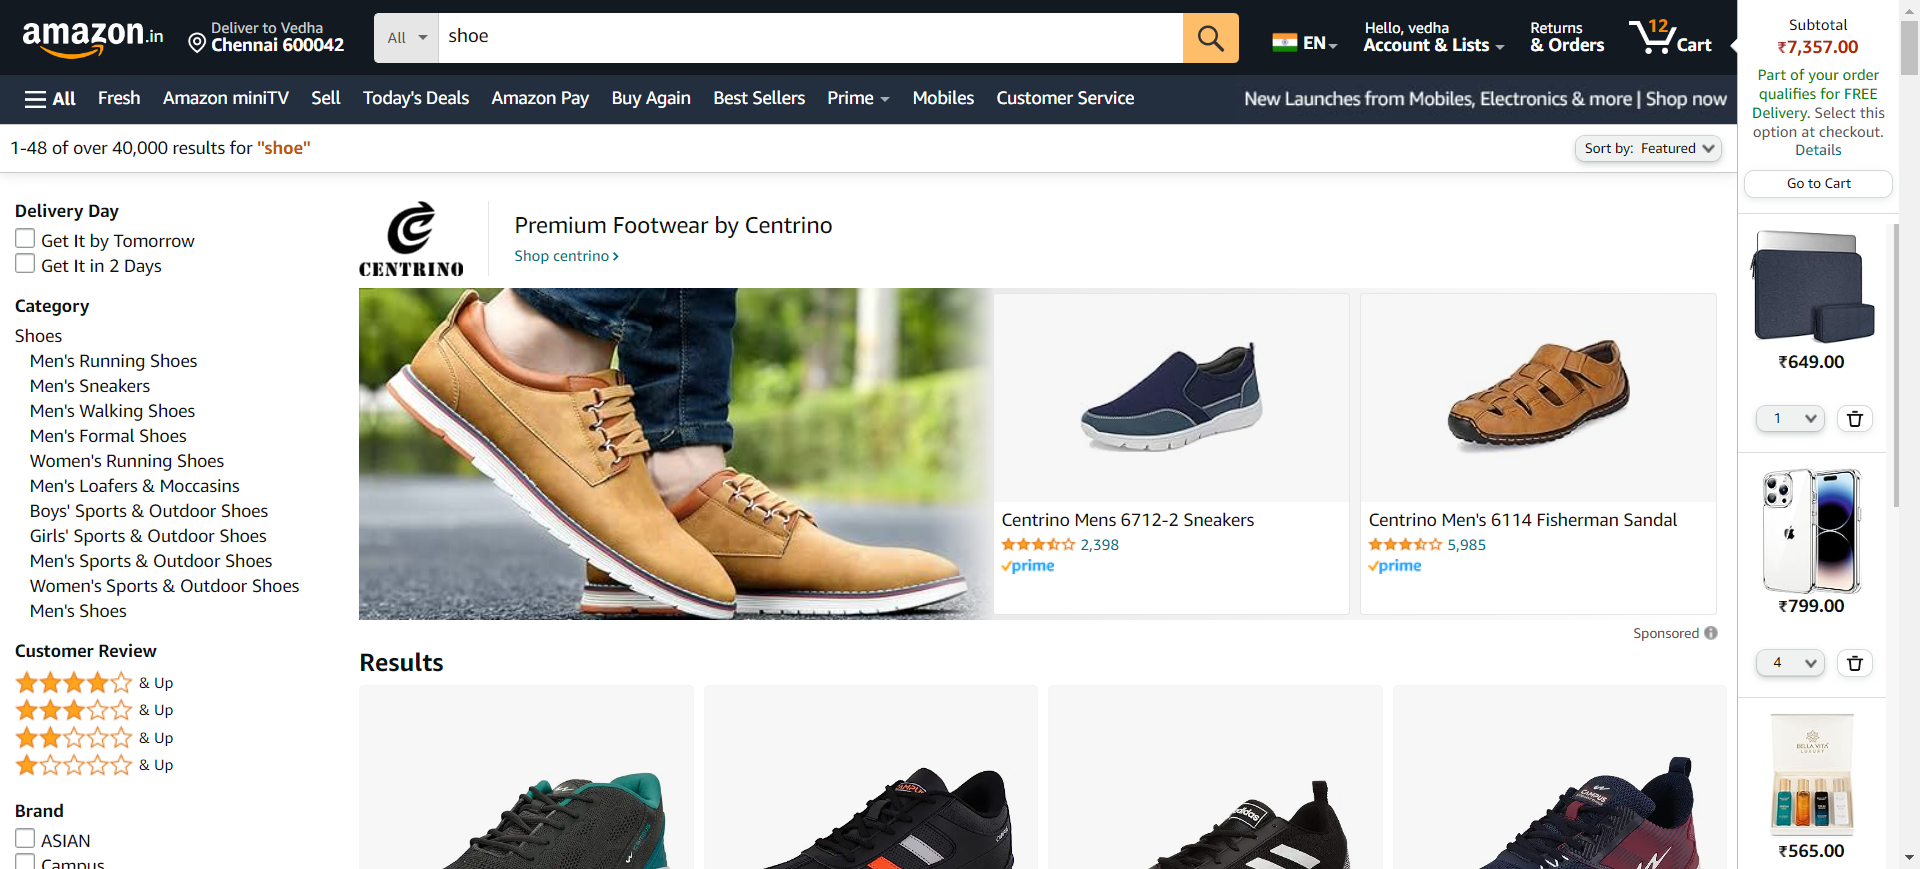 amazon.in
Deliver to Vedha
Chennai 600042
All
shoe
EN
Hello, vedha
Account & Lists
Returns
& Orders
12
Cart
All
Fresh
Amazon miniTV
Sell
Today's Deals
Amazon Pay
Buy Again
Best Sellers
Prime
Mobiles
Customer Service
New Launches from Mobiles, Electronics & more | Shop now
1-48 of over 40,000 results for "shoe"
Sort by: Featured
Delivery Day
Get It by Tomorrow
Get It in 2 Days
Category
Shoes
Men's Running Shoes
Men's Sneakers
Men's Walking Shoes
Men's Formal Shoes
Women's Running Shoes
Men's Loafers & Moccasins
Boys' Sports & Outdoor Shoes
Girls' Sports & Outdoor Shoes
Men's Sports & Outdoor Shoes
Women's Sports & Outdoor Shoes
Men's Shoes
Customer Review
& Up
& Up
& Up
& Up
Brand
ASIAN
Campus
CENTRINO
Premium Footwear by Centrino
Shop centrino ›
Centrino Mens 6712-2 Sneakers
2,398
prime
Centrino Men's 6114 Fisherman Sandal
5,985
prime
Sponsored
Results
CAMPUS
adidas
CAMPUS
Subtotal
₹7,357.00
Part of your order
qualifies for FREE
Delivery. Select this
option at checkout.
Details
Go to Cart
₹649.00
1
₹799.00
4
BELLA VITA
LUXURY
₹565.00